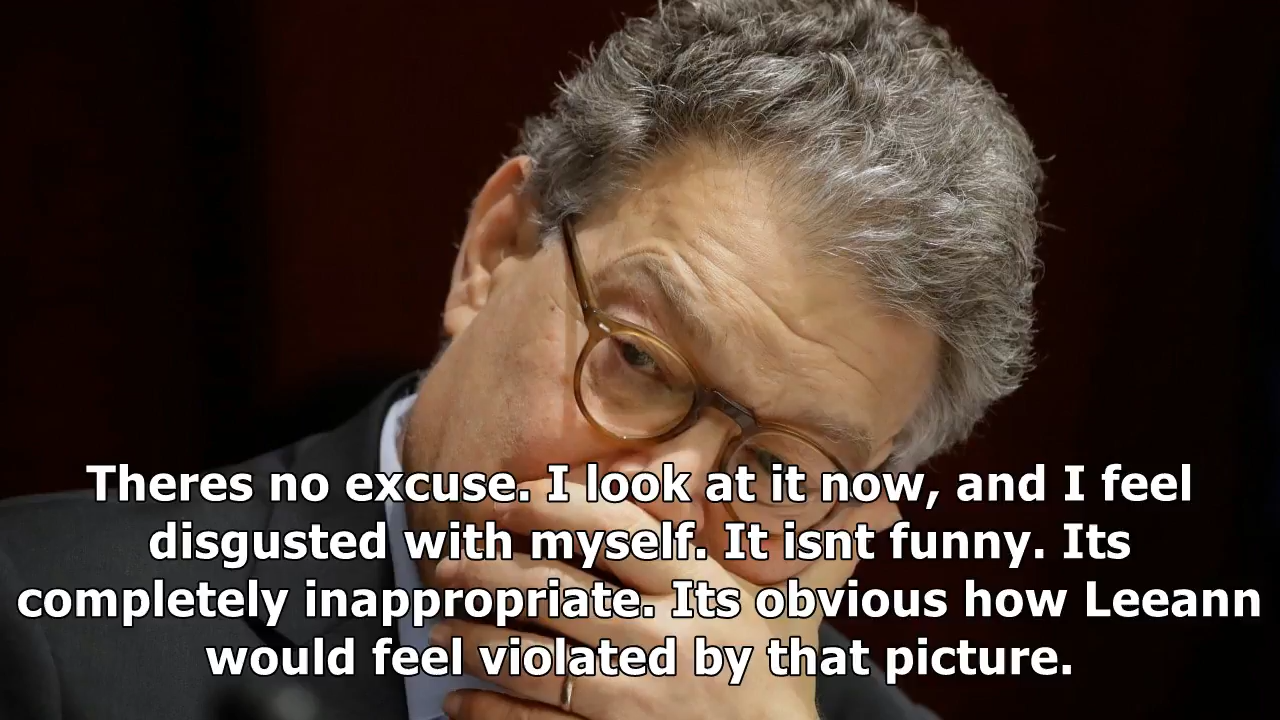 Theres no excuse. I look at it now, and I feel
disgusted with myself. It isnt funny. Its
completely inappropriate. Its obvious how Leeann
would feel violated by that picture.